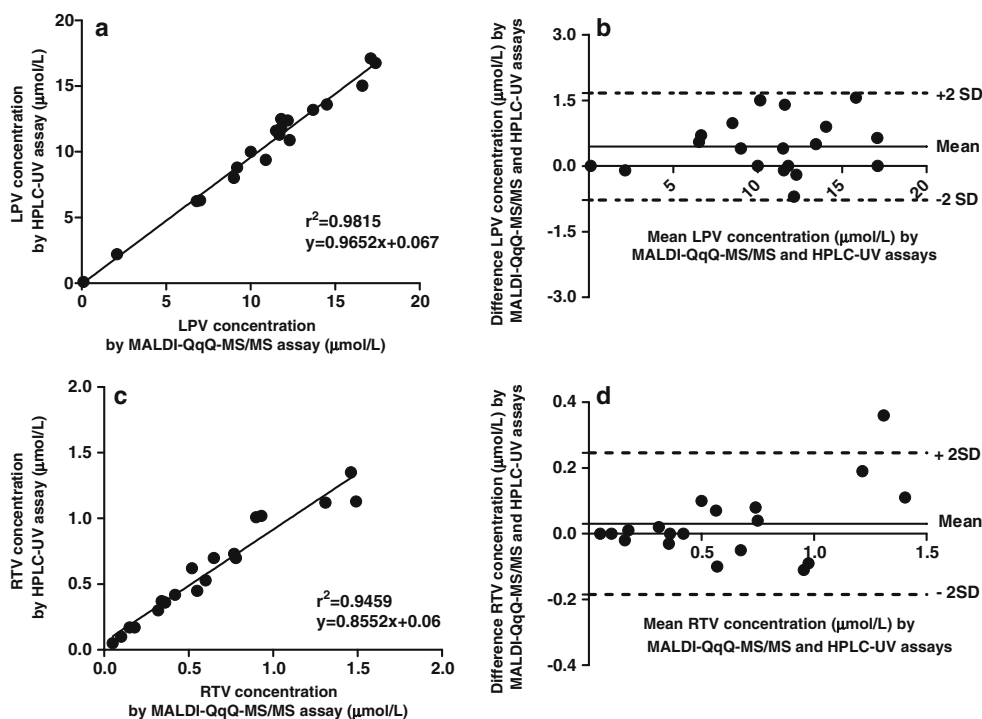 a
20
15
10
5
0
LPV concentration
by HPLC-UV assay (μmol/L)
r²=0.9815
y=0.9652x+0.067
0 5 10 15 20
LPV concentration
by MALDI-QqQ-MS/MS assay (μmol/L)
b
3.0
1.5
0.0
-1.5
-3.0
Difference LPV concentration (μmol/L) by
MALDI-QqQ-MS/MS and HPLC-UV assays
+2 SD
Mean
-2 SD
5 10 15 20
Mean LPV concentration (μmol/L) by
MALDI-QqQ-MS/MS and HPLC-UV assays
c
2.0
1.5
1.0
0.5
0.0
RTV concentration
by HPLC-UV assay (μmol/L)
r²=0.9459
y=0.8552x+0.06
0.0 0.5 1.0 1.5 2.0
RTV concentration
by MALDI-QqQ-MS/MS assay (μmol/L)
d
0.4
0.2
0.0
-0.2
-0.4
Difference RTV concentration (μmol/L) by
MALDI-QqQ-MS/MS and HPLC-UV assays
+ 2SD
Mean
- 2SD
0.5 1.0 1.5
Mean RTV concentration (μmol/L) by
MALDI-QqQ-MS/MS and HPLC-UV assays